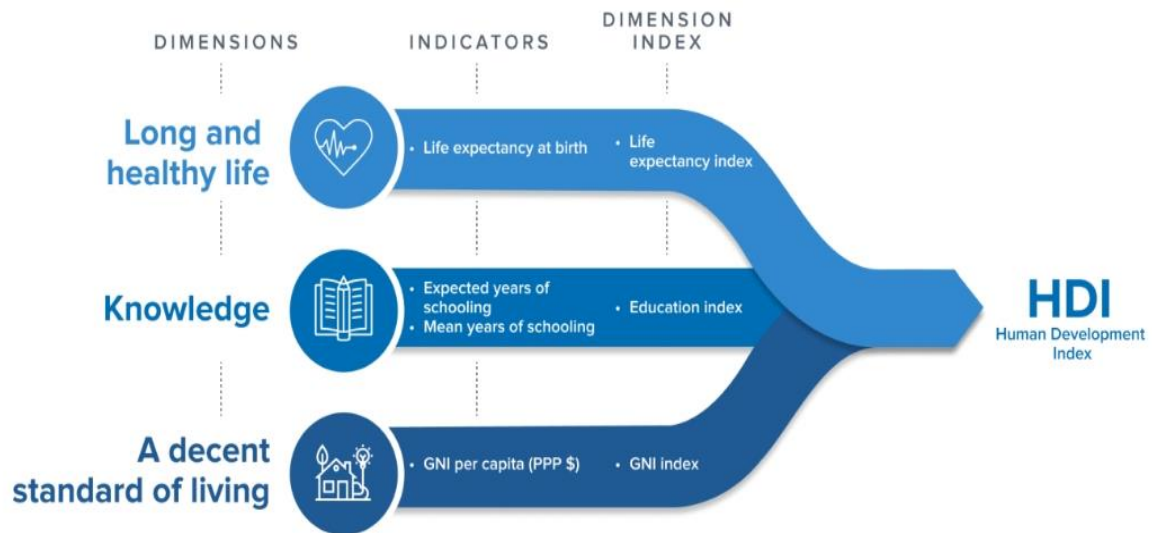 DIMENSIONS
INDICATORS
DIMENSION
INDEX
Long and
healthy life
• Life expectancy at birth
• Life
expectancy index
Knowledge
• Expected years of
schooling
• Mean years of schooling
• Education index
A decent
standard of living
• GNI per capita (PPP $)
• GNI index
HDI
Human Development
Index